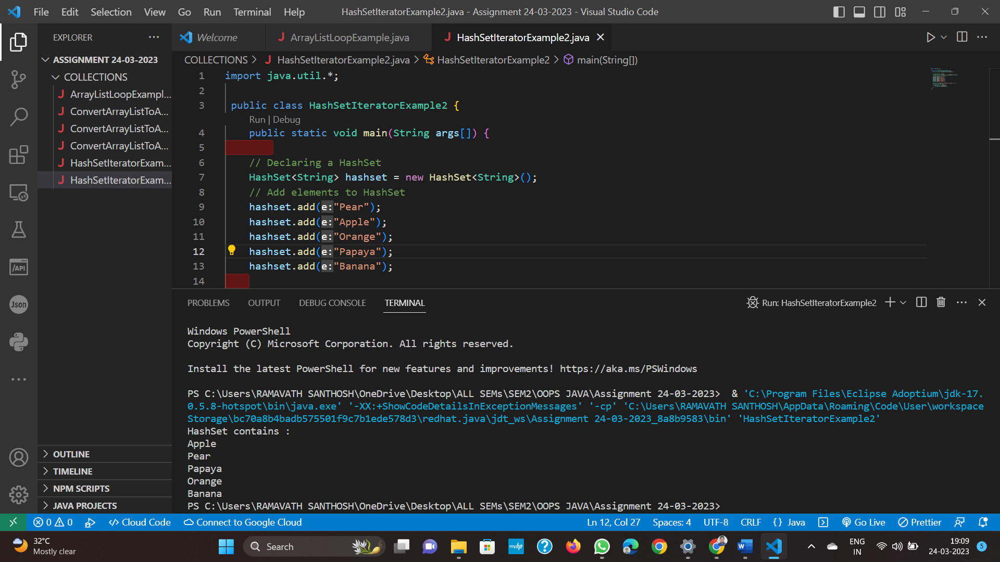 File Edit Selection View Go Run Terminal Help HashSetIteratorExample2.java - Assignment 24-03-2023 - Visual Studio Code
EXPLORER
Welcome ArrayListLoopExample.java HashSetIteratorExample2.java
ASSIGNMENT 24-03-2023
COLLECTIONS
ArrayListLoopExampl...
ConvertArrayListToA...
ConvertArrayListToA...
ConvertArrayListToA...
HashSetIteratorExam...
HashSetIteratorExam...
COLLECTIONS > HashSetIteratorExample2.java > HashSetIteratorExample2 > main(String[])
1 import java.util.*;
2
3 public class HashSetIteratorExample2 {
Run | Debug
4 public static void main(String args[]) {
5
6 // Declaring a HashSet
7 HashSet<String> hashset = new HashSet<String>();
8 // Add elements to HashSet
9 hashset.add(e:"Pear");
10 hashset.add(e:"Apple");
11 hashset.add(e:"Orange");
12 hashset.add(e:"Papaya");
13 hashset.add(e:"Banana");
14
PROBLEMS OUTPUT DEBUG CONSOLE TERMINAL Run: HashSetIteratorExample2
Windows PowerShell
Copyright (C) Microsoft Corporation. All rights reserved.
Install the latest PowerShell for new features and improvements! https://aka.ms/PSWindows
PS C:\Users\RAMAVATH SANTHOSH\OneDrive\Desktop\ALL SEMs\SEM2\OOPS JAVA\Assignment 24-03-2023> & 'C:\Program Files\Eclipse Adoptium\jdk-17.
0.5.8-hotspot\bin\java.exe' '-XX:+ShowCodeDetailsInExceptionMessages' '-cp' 'C:\Users\RAMAVATH SANTHOSH\AppData\Roaming\Code\User\workspace
Storage\bc70a8b4badb575501f9c7b1ede578d3\redhat.java\jdt_ws\Assignment 24-03-2023_8a8b9583\bin' 'HashSetIteratorExample2'
HashSet contains :
Apple
Pear
Papaya
Orange
Banana
PS C:\Users\RAMAVATH SANTHOSH\OneDrive\Desktop\ALL SEMs\SEM2\OOPS JAVA\Assignment 24-03-2023>
/API
Json
OUTLINE
TIMELINE
NPM SCRIPTS
JAVA PROJECTS
0 0 </> Cloud Code Connect to Google Cloud Ln 12, Col 27 Spaces: 4 UTF-8 CRLF {} Java Go Live Prettier
32°C
Mostly clear
Search
myhp
ENG
IN
19:09
24-03-2023
5